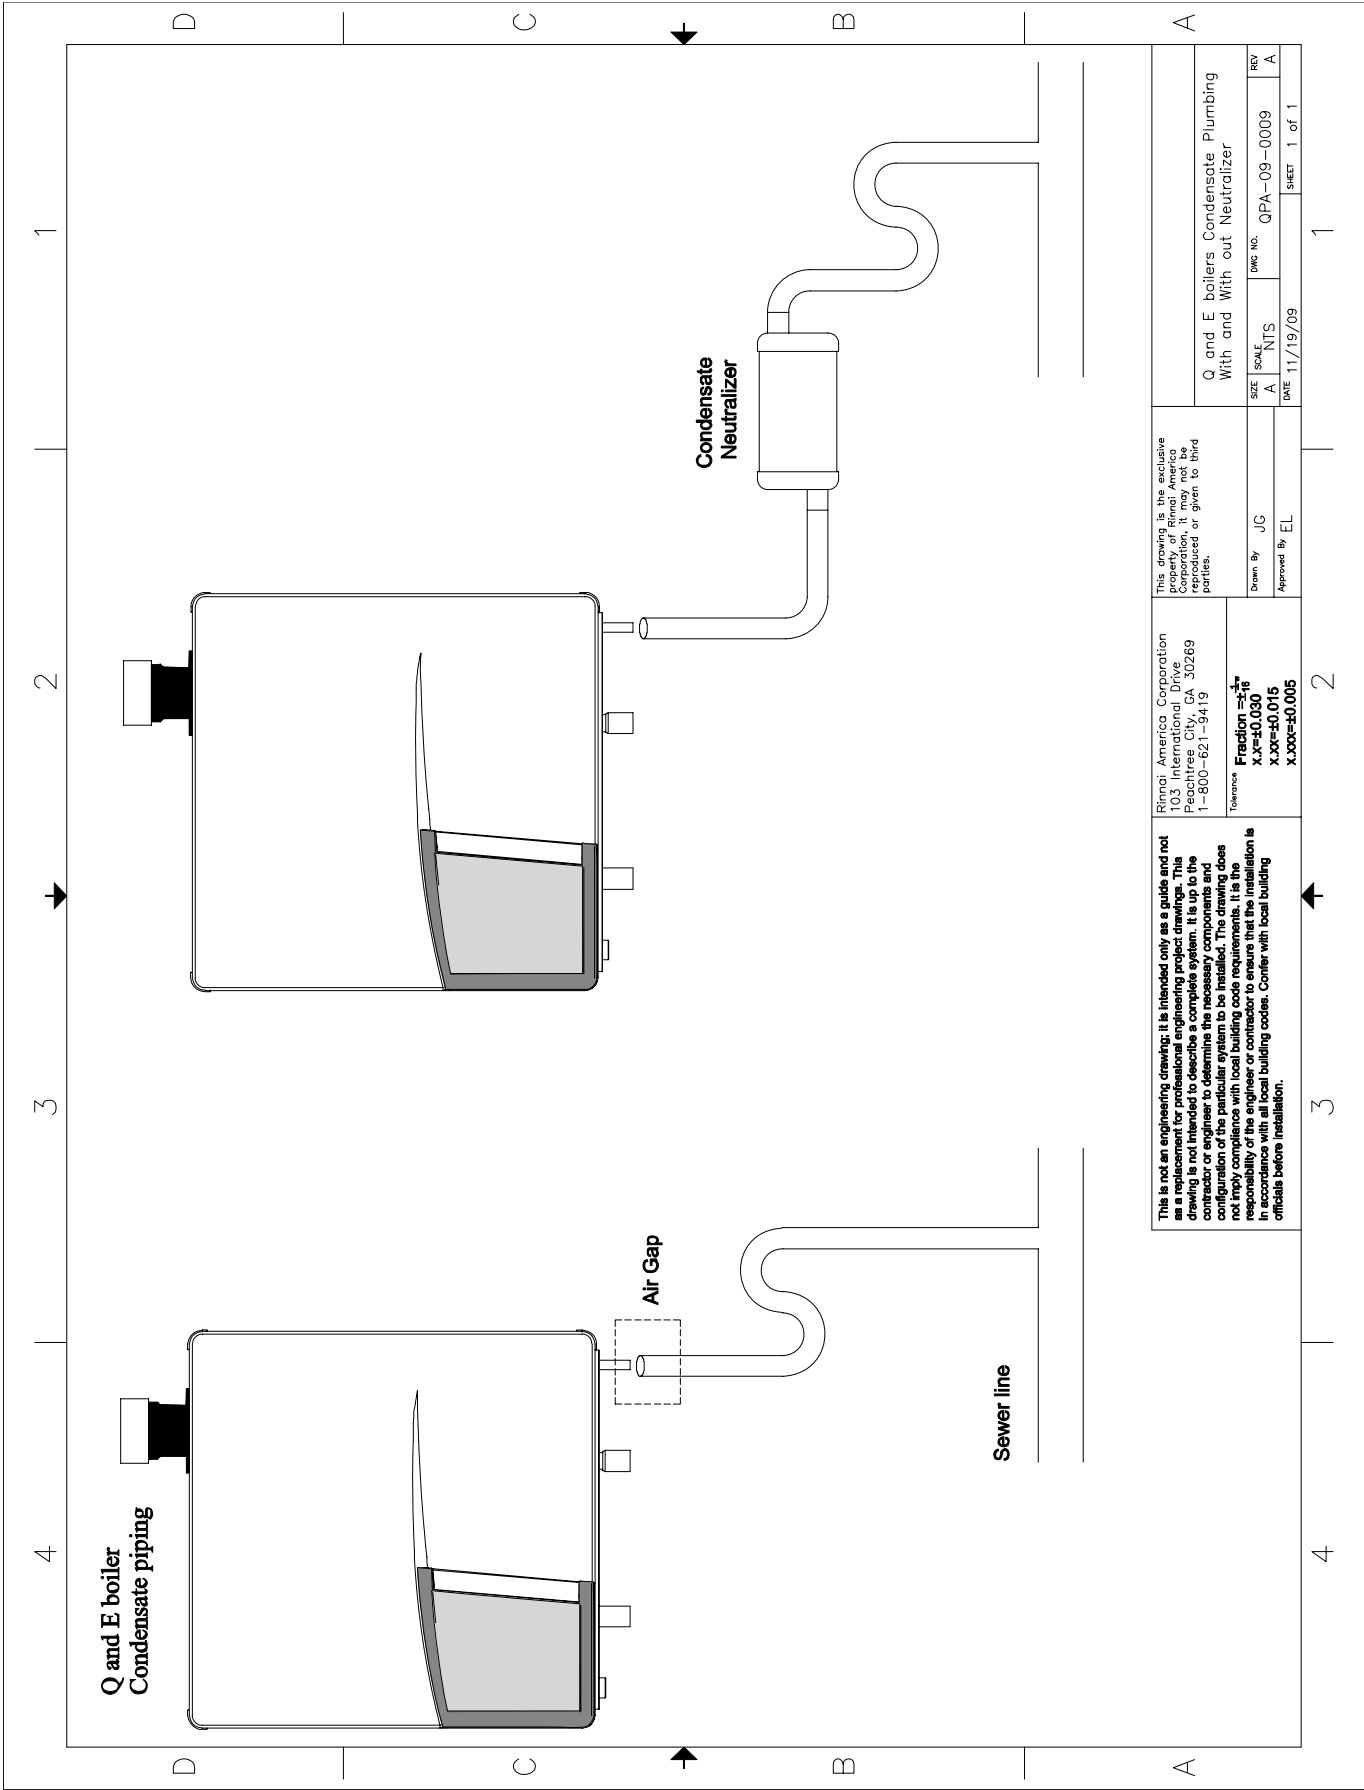 D
C
B
A
4
3
2
1
Q and E boiler
Condensate piping
Air Gap
Sewer line
Condensate
Neutralizer
This is not an engineering drawing; it is intended only as a guide and not
as a replacement for professional engineering project drawings. This
drawing is not intended to describe a complete system. It is up to the
contractor or engineer to determine the necessary components and
configuration of the particular system to be installed. The drawing does
not imply compliance with local building code requirements. It is the
responsibility of the engineer or contractor to ensure that the installation is
in accordance with all local building codes. Confer with local building
officials before installation.
Rinnai America Corporation
103 International Drive
Peachtree City, GA 30269
1-800-621-9419
Tolerance
Fraction =±1/16"
X.X=±0.030
X.XX=±0.015
X.XXX=±0.005
This drawing is the exclusive
property of Rinnai America
Corporation, it may not be
reproduced or given to third
parties.
Drawn By JG
Approved By EL
Q and E boilers Condensate Plumbing
With and With out Neutralizer
SIZE A
SCALE NTS
DWG NO. QPA-09-0009
REV A
DATE 11/19/09
SHEET 1 of 1
4
3
2
1
D
C
B
A